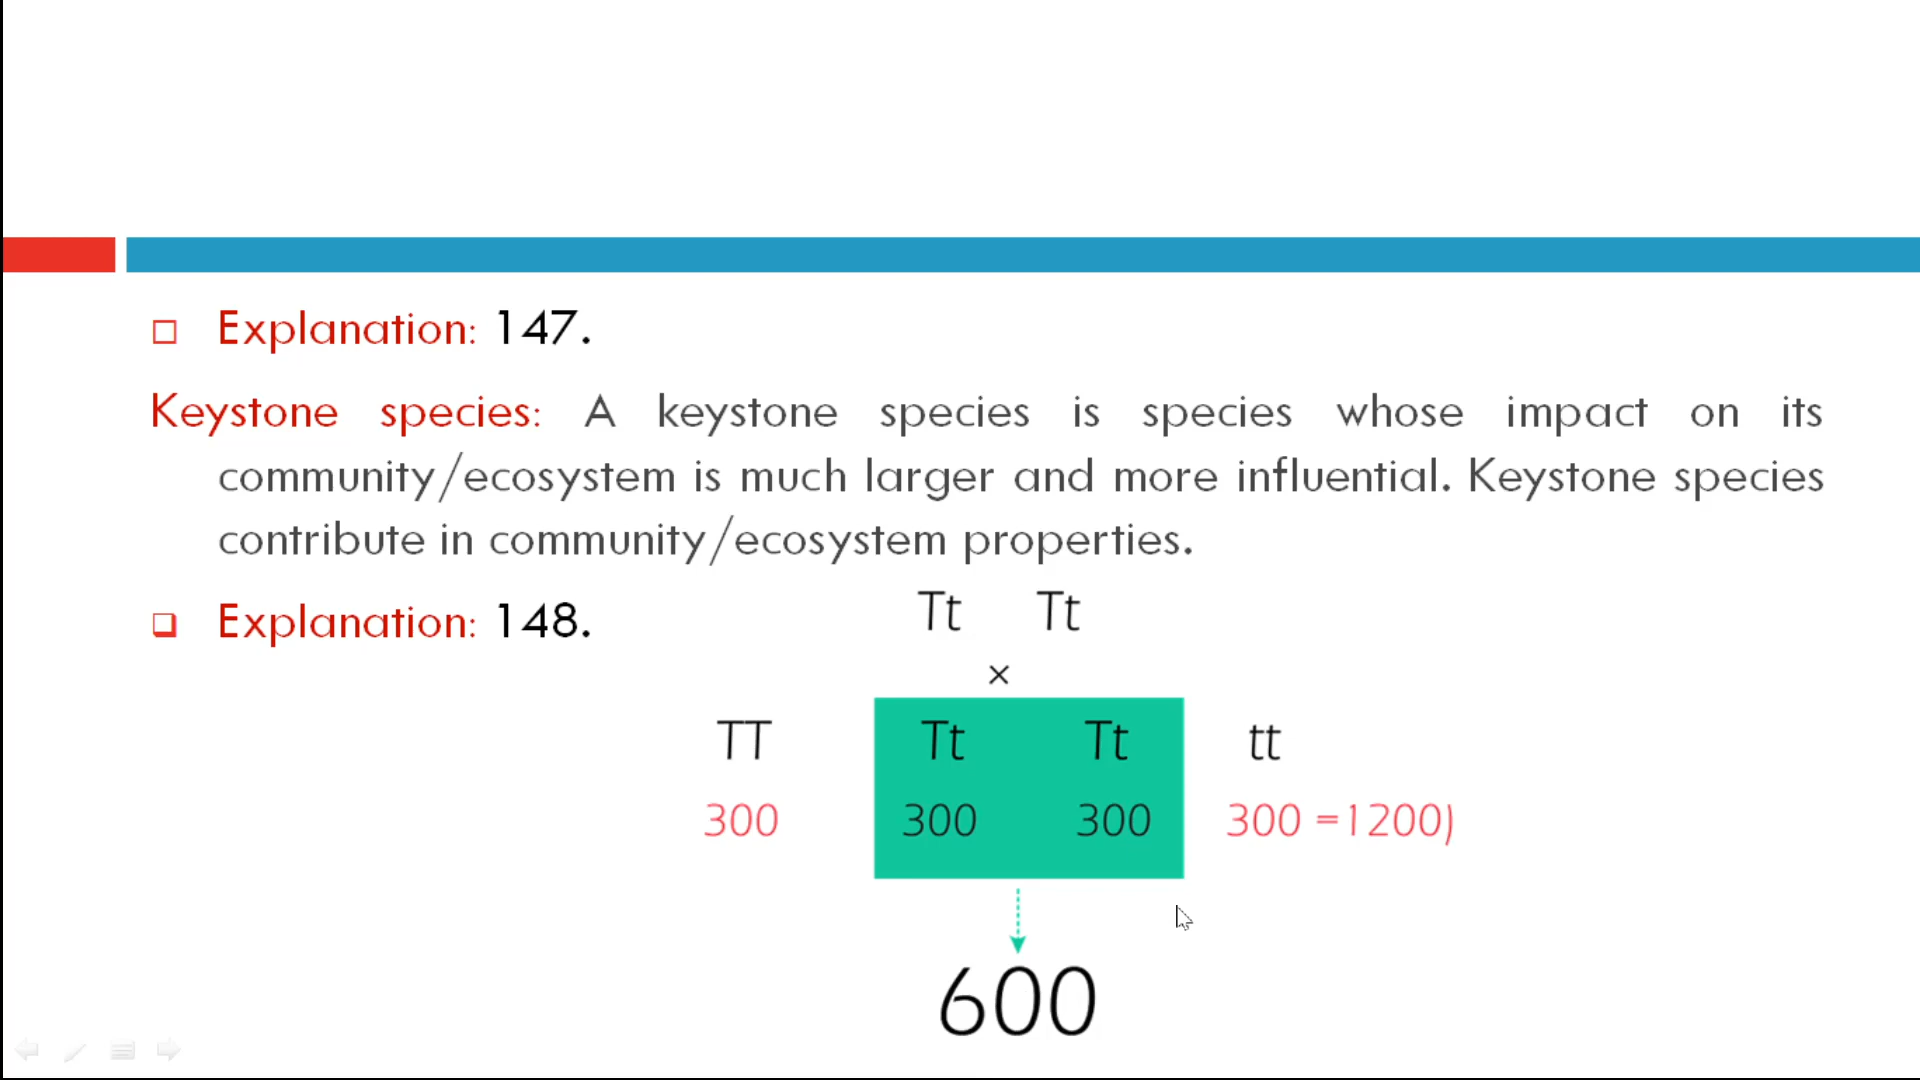 Explanation: 147.
Keystone species: A keystone species is species whose impact on its
community/ecosystem is much larger and more influential. Keystone species
contribute in community/ecosystem properties.
Explanation: 148.
Tt Tt
×
TT Tt Tt tt
300 300 300 300 =1200)
600